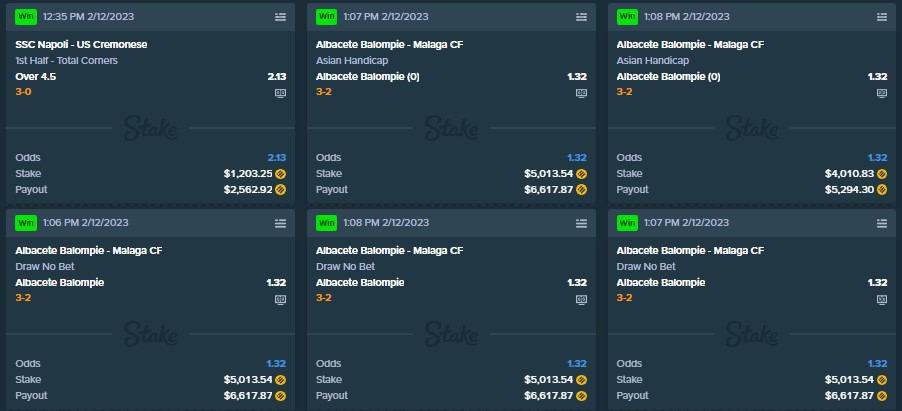 Win 12:35 PM 2/12/2023
SSC Napoli - US Cremonese
1st Half - Total Corners
Over 4.5 2.13
3-0
Stake
Odds 2.13
Stake $1,203.25
Payout $2,562.92
Win 1:07 PM 2/12/2023
Albacete Balompie - Malaga CF
Asian Handicap
Albacete Balompie (0) 1.32
3-2
Stake
Odds 1.32
Stake $5,013.54
Payout $6,617.87
Win 1:08 PM 2/12/2023
Albacete Balompie - Malaga CF
Asian Handicap
Albacete Balompie (0) 1.32
3-2
Stake
Odds 1.32
Stake $4,010.83
Payout $5,294.30
Win 1:06 PM 2/12/2023
Albacete Balompie - Malaga CF
Draw No Bet
Albacete Balompie 1.32
3-2
Stake
Odds 1.32
Stake $5,013.54
Payout $6,617.87
Win 1:08 PM 2/12/2023
Albacete Balompie - Malaga CF
Draw No Bet
Albacete Balompie 1.32
3-2
Stake
Odds 1.32
Stake $5,013.54
Payout $6,617.87
Win 1:07 PM 2/12/2023
Albacete Balompie - Malaga CF
Draw No Bet
Albacete Balompie 1.32
3-2
Stake
Odds 1.32
Stake $5,013.54
Payout $6,617.87